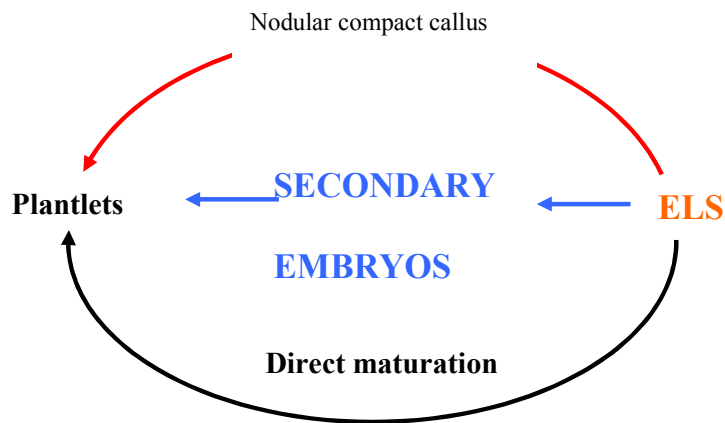 Nodular compact callus
SECONDARY
Plantlets
ELS
EMBRYOS
Direct maturation